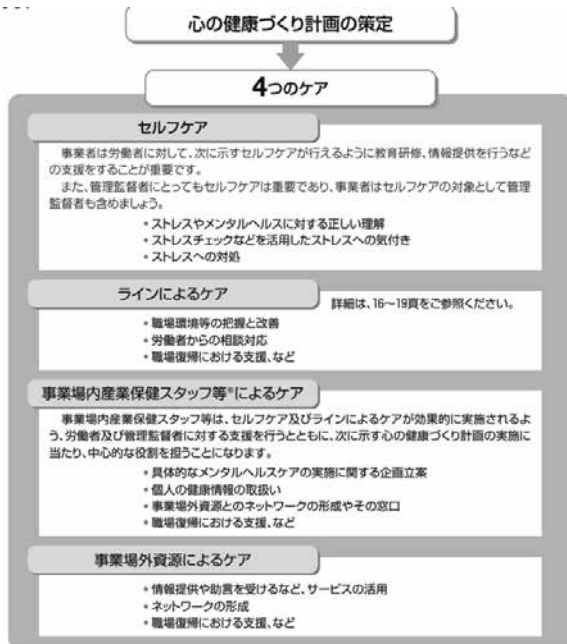 心の健康づくり計画の策定
4つのケア
セルフケア
事業者は労働者に対して、次に示すセルフケアが行えるように教育研修、情報提供を行うなど
の支援をすることが重要です。
また、管理監督者にとってもセルフケアは重要であり、事業者はセルフケアの対象として管理
監督者も含めましょう。
• ストレスやメンタルヘルスに対する正しい理解
• ストレスチェックなどを活用したストレスへの気付き
• ストレスへの対処
ラインによるケア
詳細は、16〜19頁をご参照ください。
• 職場環境等の把握と改善
• 労働者からの相談対応
• 職場復帰における支援、など
事業場内産業保健スタッフ等*によるケア
事業場内産業保健スタッフ等は、セルフケア及びラインによるケアが効果的に実施されるよ
う、労働者及び管理監督者に対する支援を行うとともに、次に示す心の健康づくり計画の実施に
当たり、中心的な役割を担うことになります。
• 具体的なメンタルヘルスケアの実施に関する企画立案
• 個人の健康情報の取扱い
• 事業場外資源とのネットワークの形成やその窓口
• 職場復帰における支援、など
事業場外資源によるケア
• 情報提供や助言を受けるなど、サービスの活用
• ネットワークの形成
• 職場復帰における支援、など